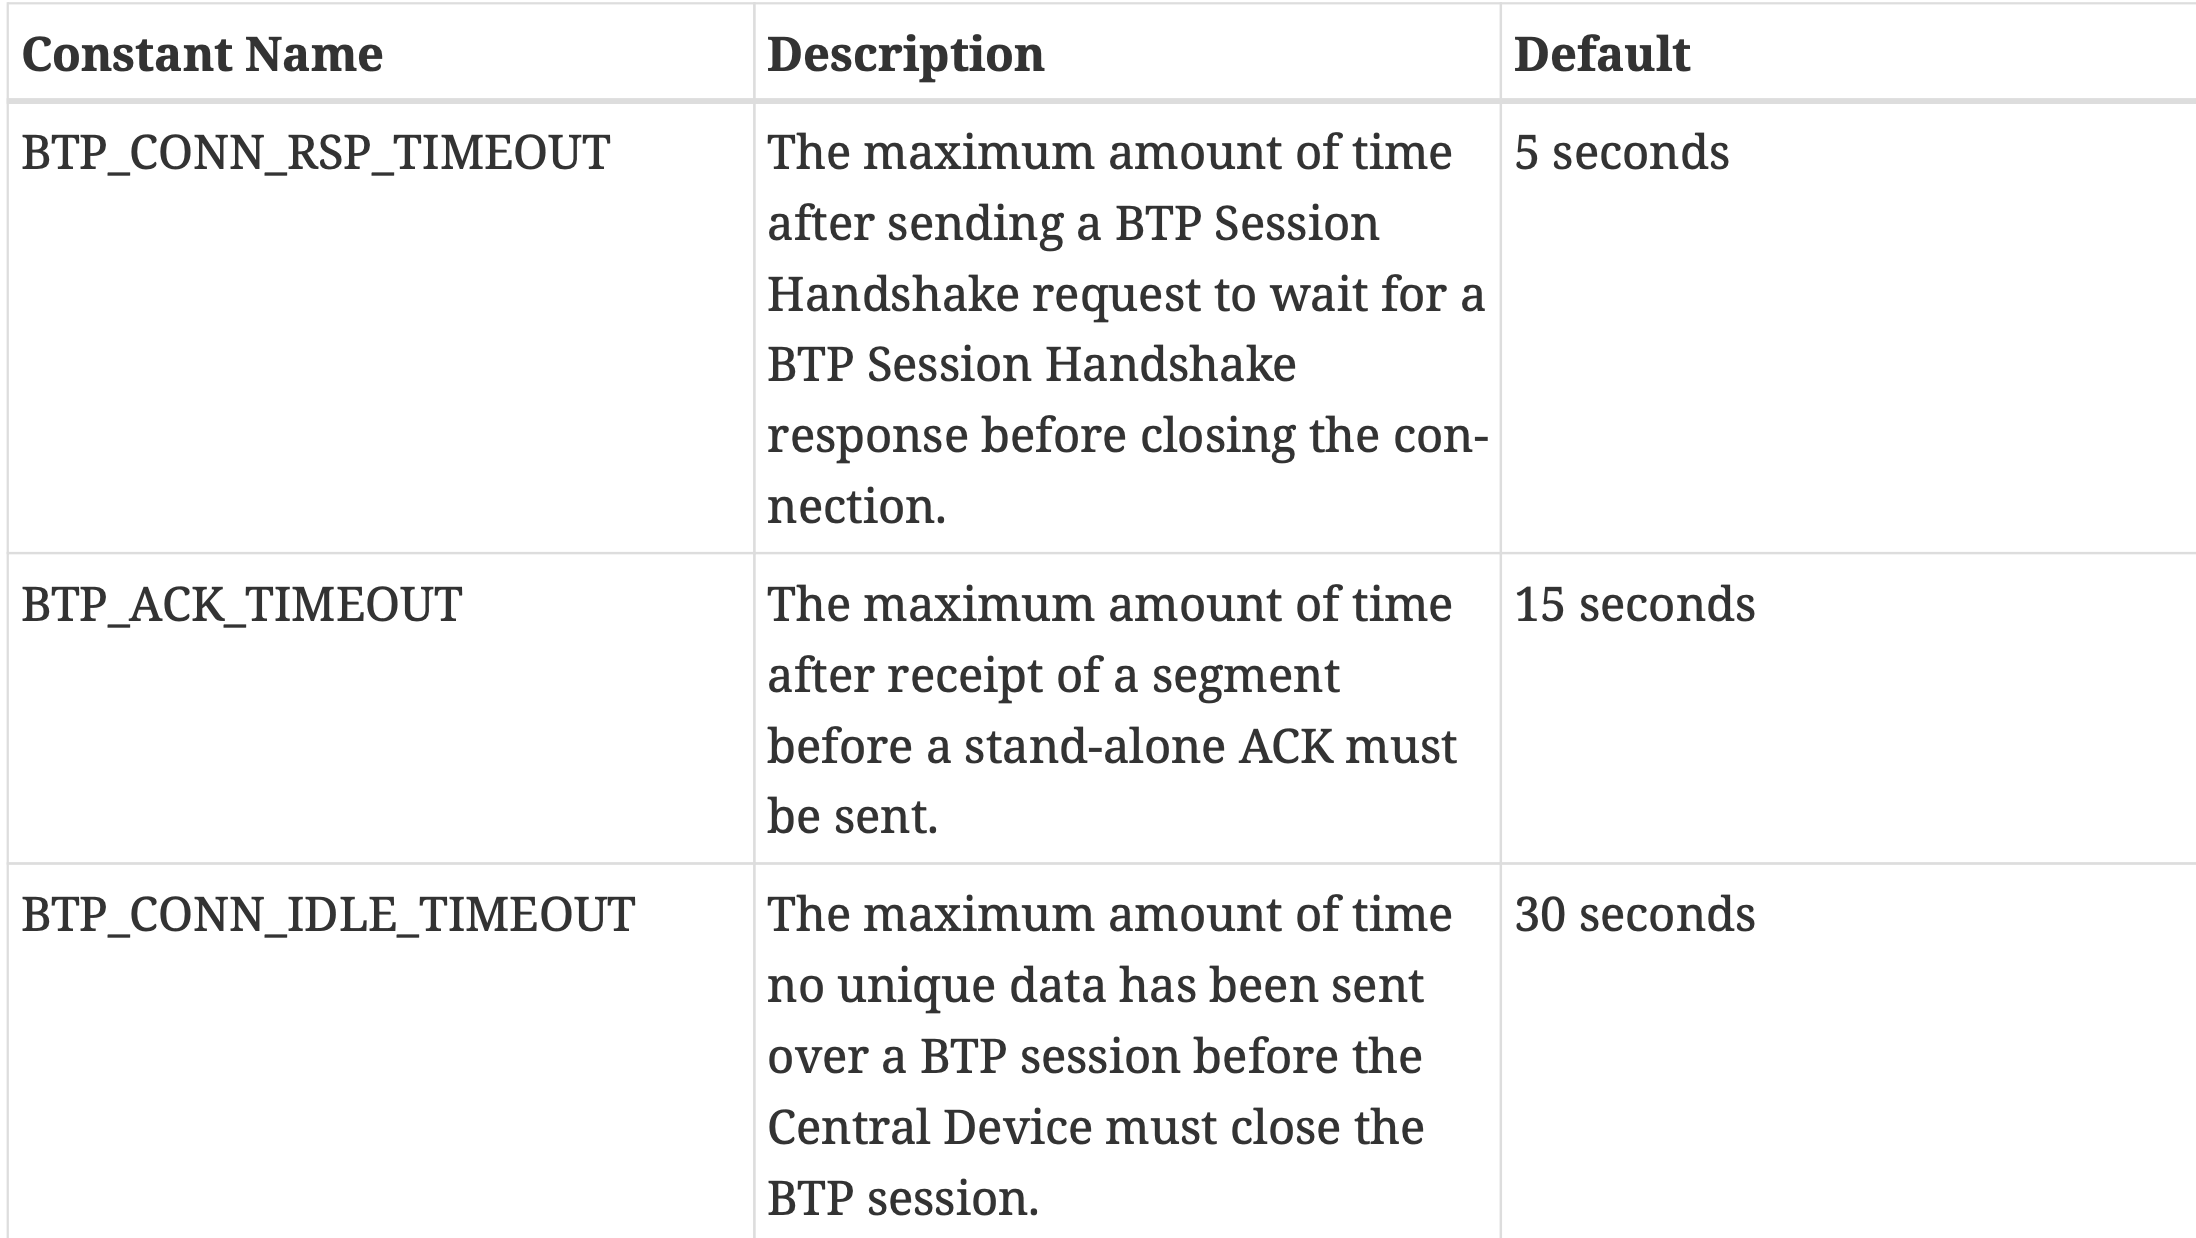 Constant Name Description Default
BTP_CONN_RSP_TIMEOUT The maximum amount of time 5 seconds
after sending a BTP Session
Handshake request to wait for a
BTP Session Handshake
response before closing the con-
nection.
BTP_ACK_TIMEOUT The maximum amount of time 15 seconds
after receipt of a segment
before a stand-alone ACK must
be sent.
BTP_CONN_IDLE_TIMEOUT The maximum amount of time 30 seconds
no unique data has been sent
over a BTP session before the
Central Device must close the
BTP session.